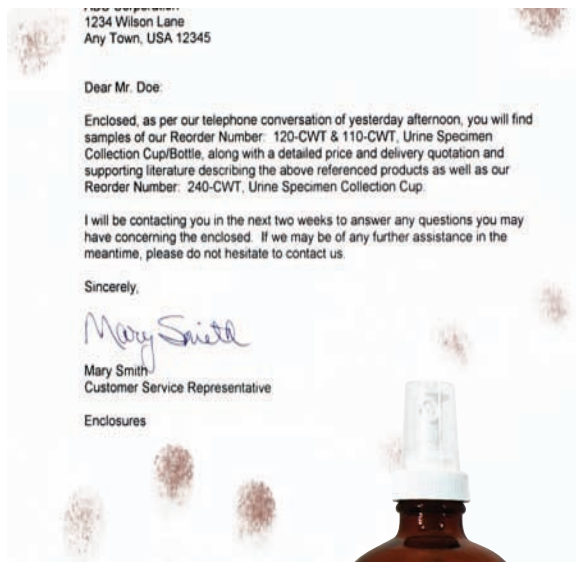 1234 Wilson Lane
Any Town, USA 12345
Dear Mr. Doe:
Enclosed, as per our telephone conversation of yesterday afternoon, you will find
samples of our Reorder Number: 120-CWT & 110-CWT, Urine Specimen
Collection Cup/Bottle, along with a detailed price and delivery quotation and
supporting literature describing the above referenced products as well as our
Reorder Number: 240-CWT, Urine Specimen Collection Cup.
I will be contacting you in the next two weeks to answer any questions you may
have concerning the enclosed. If we may be of any further assistance in the
meantime, please do not hesitate to contact us.
Sincerely,
Mary Smith
Mary Smith
Customer Service Representative
Enclosures